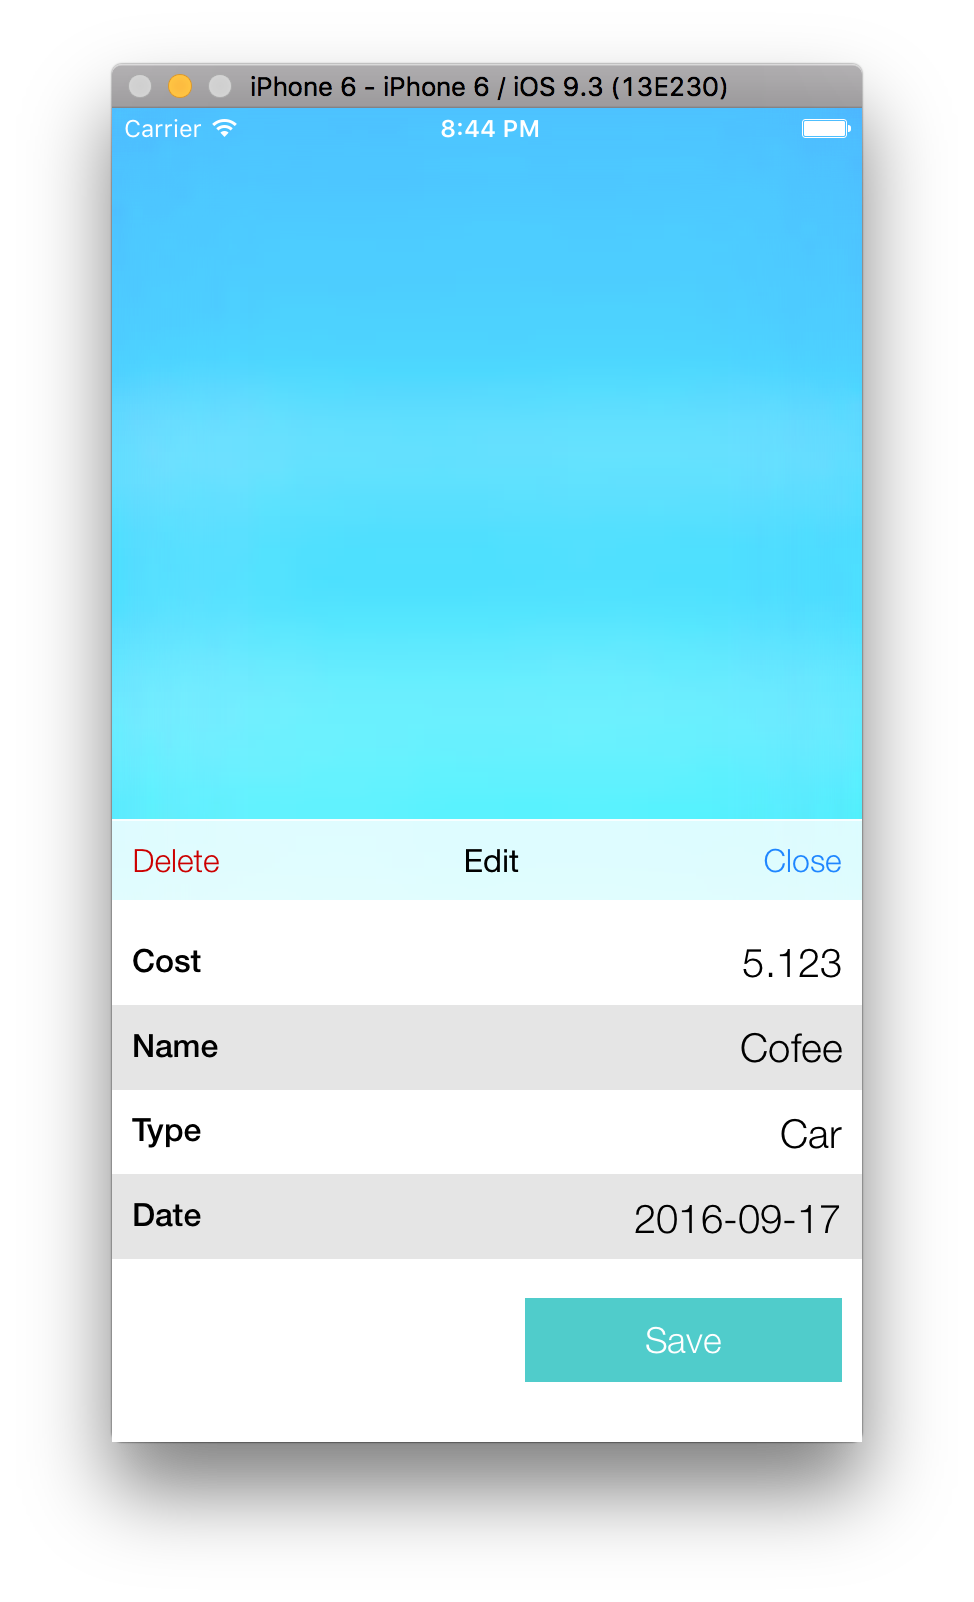 iPhone 6 - iPhone 6 / iOS 9.3 (13E230)
Carrier 8:44 PM
Delete Edit Close
Cost 5.123
Name Cofee
Type Car
Date 2016-09-17
Save